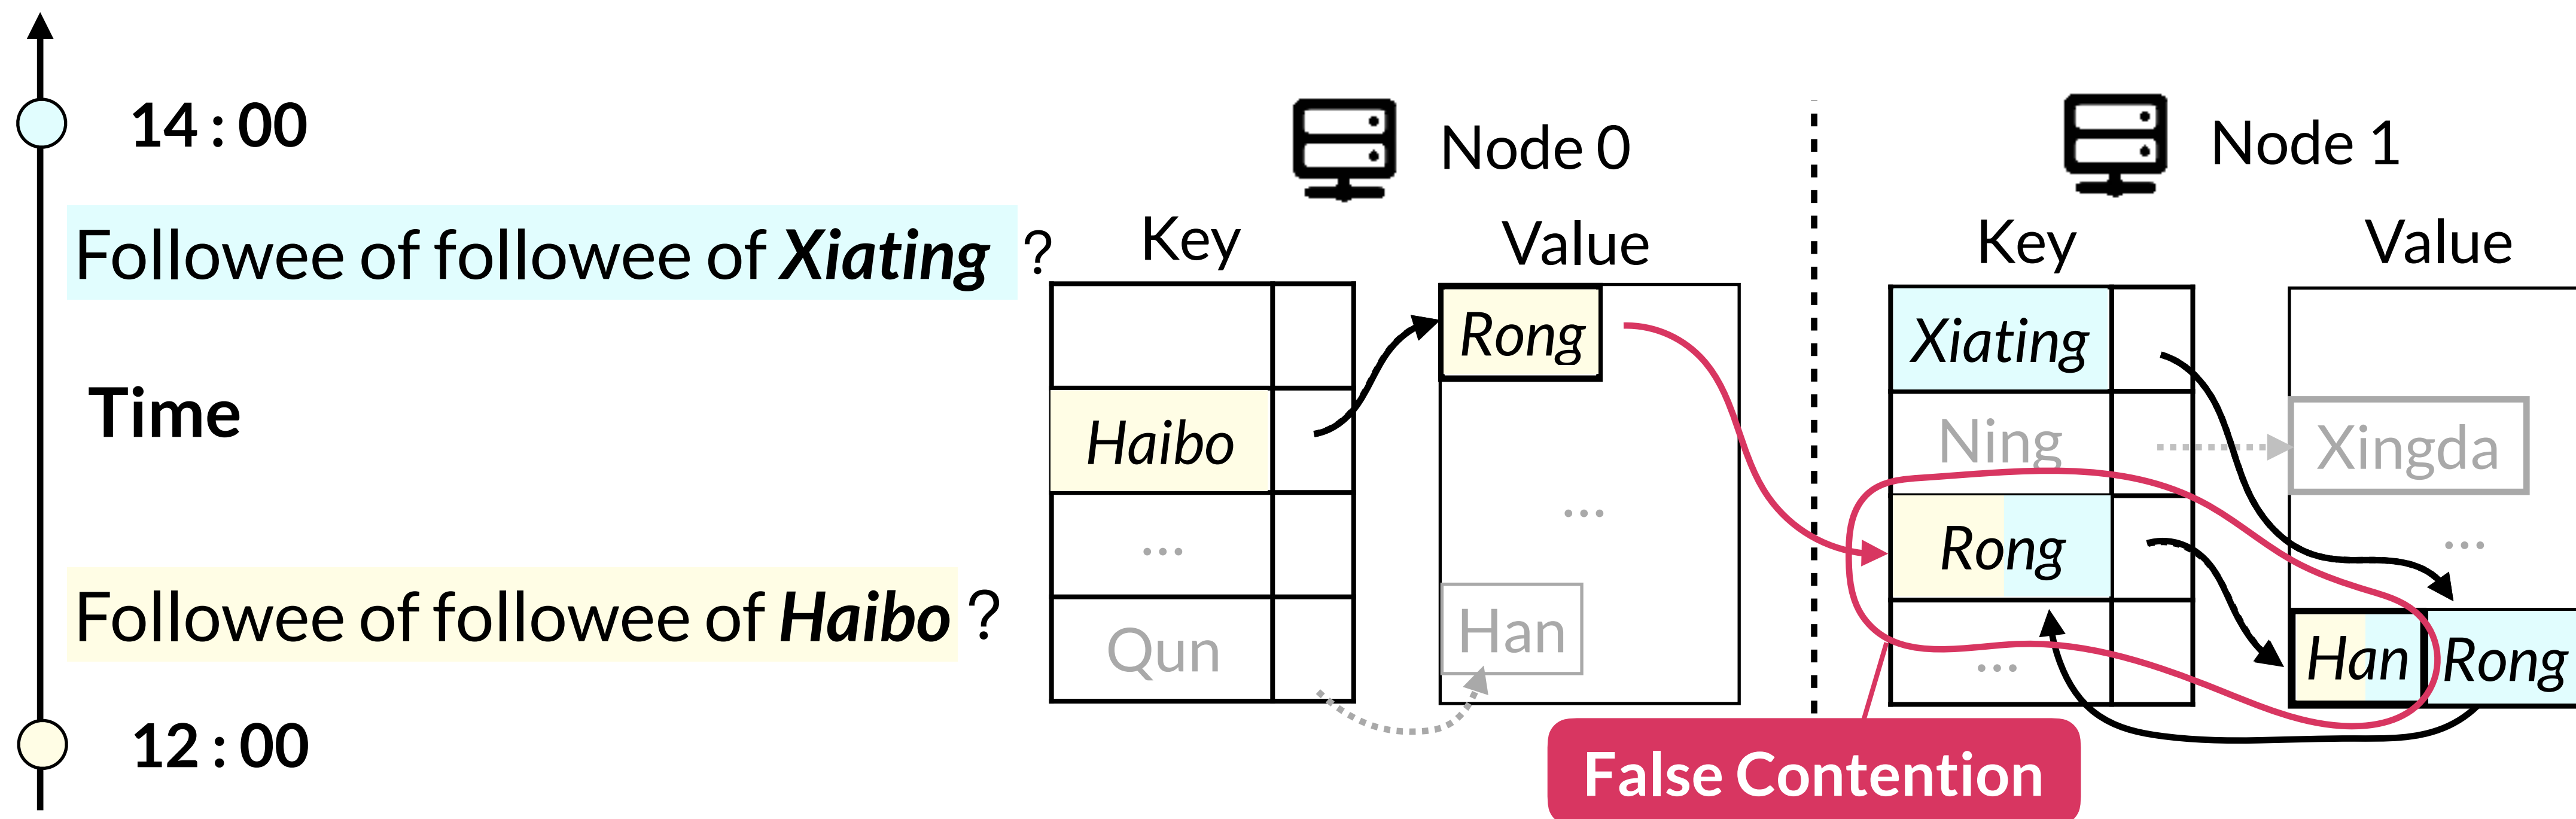 14 : 00
Followee of followee of Xiating ?
Time
Followee of followee of Haibo ?
12 : 00
Node 0
Key
Value
Haibo
...
Qun
Rong
...
Han
Node 1
Key
Value
Xiating
Ning
Rong
...
Xingda
...
Han
Rong
False Contention